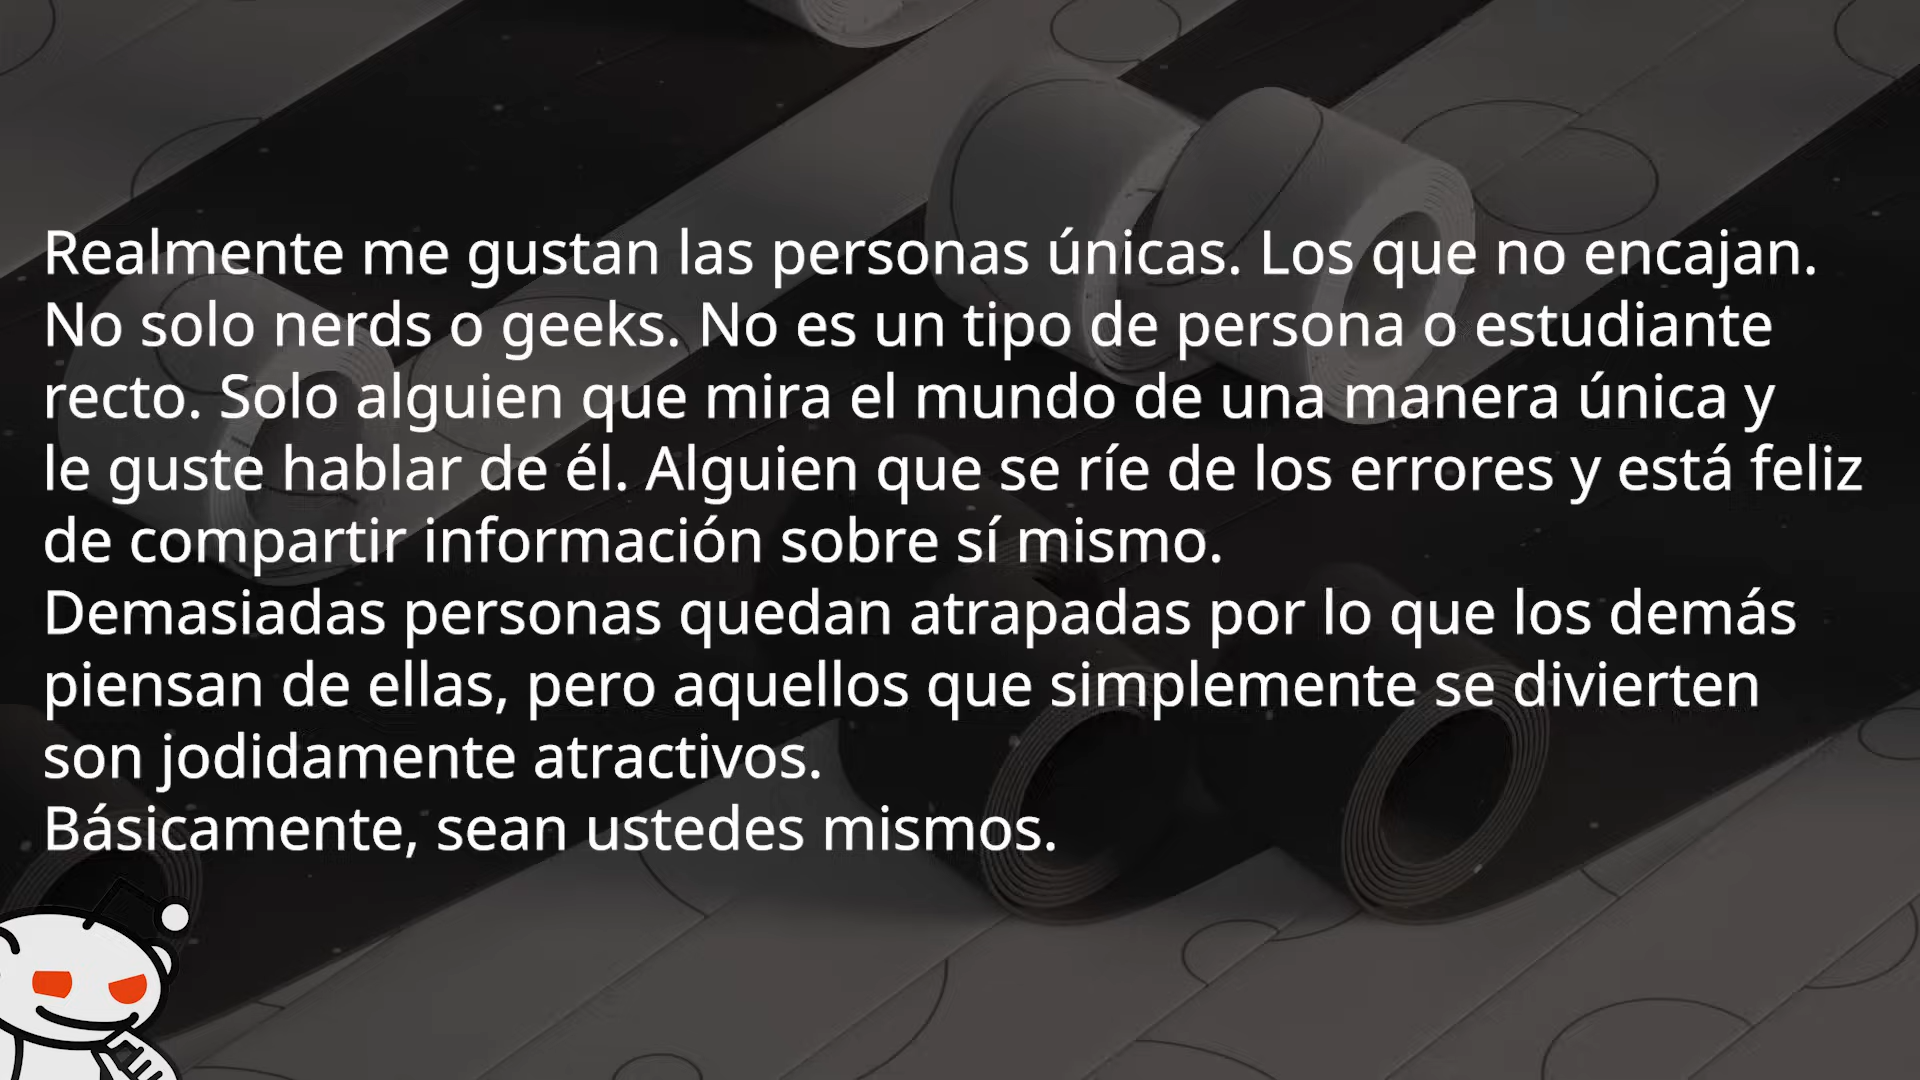 Realmente me gustan las personas únicas. Los que no encajan.
No solo nerds o geeks. No es un tipo de persona o estudiante
recto. Solo alguien que mira el mundo de una manera única y
le guste hablar de él. Alguien que se ríe de los errores y está feliz
de compartir información sobre sí mismo.
Demasiadas personas quedan atrapadas por lo que los demás
piensan de ellas, pero aquellos que simplemente se divierten
son jodidamente atractivos.
Básicamente, sean ustedes mismos.